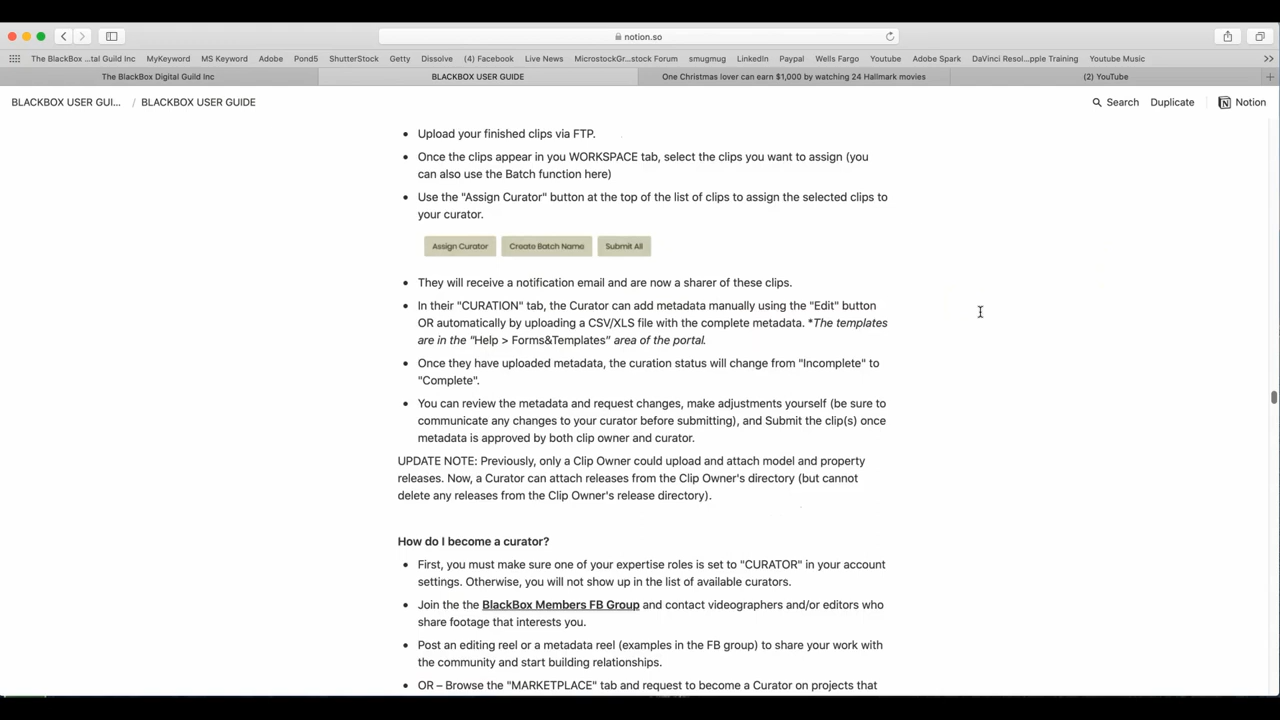 notion.so
The BlackBox ...tal Guild Inc MyKeyword MS Keyword Adobe Pond5 ShutterStock Getty Dissolve (4) Facebook Live News MicrostockGr...stock Forum smugmug LinkedIn Paypal Wells Fargo Youtube Adobe Spark DaVinci Resol...pple Training Youtube Music
The BlackBox Digital Guild Inc BLACKBOX USER GUIDE One Christmas lover can earn $1,000 by watching 24 Hallmark movies (2) YouTube
BLACKBOX USER GUI... / BLACKBOX USER GUIDE Search Duplicate Notion
• Upload your finished clips via FTP.
• Once the clips appear in you WORKSPACE tab, select the clips you want to assign (you
can also use the Batch function here)
• Use the "Assign Curator" button at the top of the list of clips to assign the selected clips to
your curator.
Assign Curator Create Batch Name Submit All
• They will receive a notification email and are now a sharer of these clips.
• In their "CURATION" tab, the Curator can add metadata manually using the "Edit" button
OR automatically by uploading a CSV/XLS file with the complete metadata. *The templates
are in the "Help > Forms&Templates" area of the portal.
• Once they have uploaded metadata, the curation status will change from "Incomplete" to
"Complete".
• You can review the metadata and request changes, make adjustments yourself (be sure to
communicate any changes to your curator before submitting), and Submit the clip(s) once
metadata is approved by both clip owner and curator.
UPDATE NOTE: Previously, only a Clip Owner could upload and attach model and property
releases. Now, a Curator can attach releases from the Clip Owner's directory (but cannot
delete any releases from the Clip Owner's release directory).
How do I become a curator?
• First, you must make sure one of your expertise roles is set to "CURATOR" in your account
settings. Otherwise, you will not show up in the list of available curators.
• Join the the BlackBox Members FB Group and contact videographers and/or editors who
share footage that interests you.
• Post an editing reel or a metadata reel (examples in the FB group) to share your work with
the community and start building relationships.
• OR – Browse the "MARKETPLACE" tab and request to become a Curator on projects that